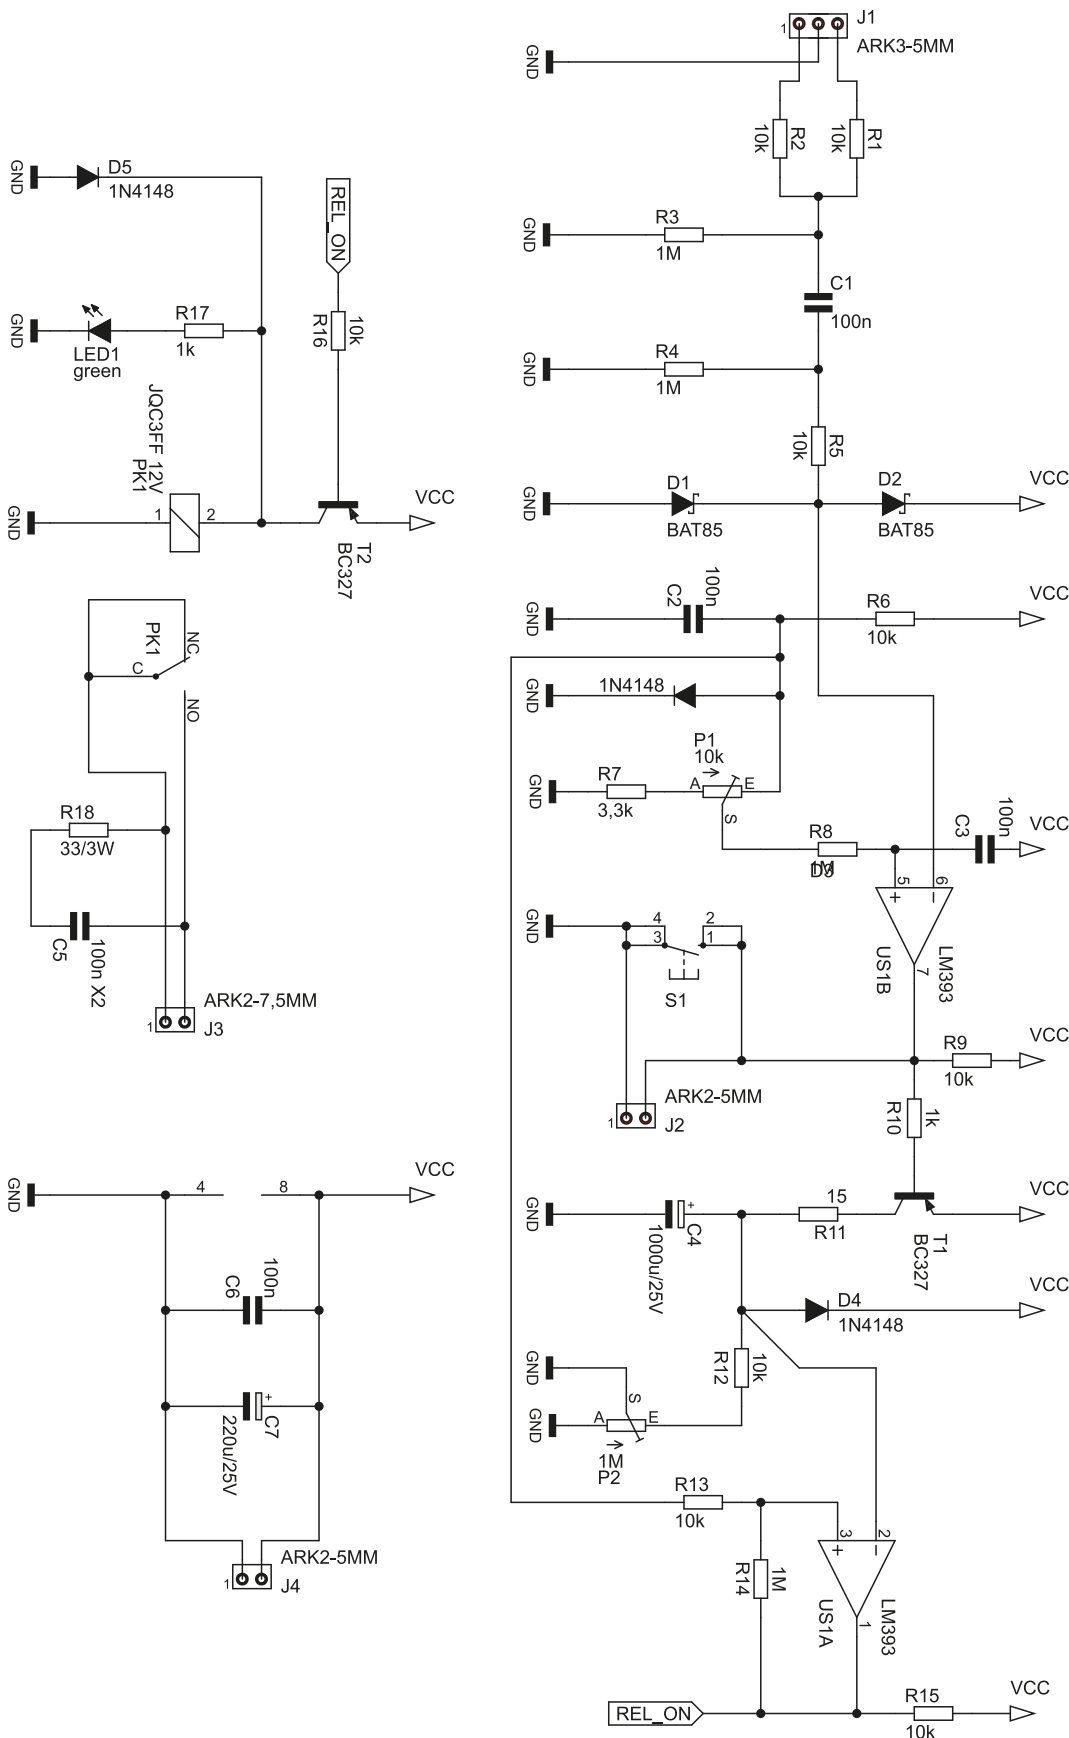 J1
1
ARK3-5MM
GND
R2
10k
R1
10k
D5
1N4148
GND
REL_ON
R3
1M
GND
C1
100n
R17
1k
LED1
green
GND
10k
R16
R4
1M
GND
R5
10k
JQC3FF 12V
PK1
1
2
GND
VCC
T2
BC327
D1
BAT85
GND
D2
BAT85
VCC
C2
100n
GND
R6
10k
VCC
PK1
NC
C
NO
1N4148
GND
P1
10k
A
E
S
R7
3,3k
GND
R8
1M
D3
C3
100n
VCC
R18
33/3W
C5
100n X2
5
6
+
−
LM393
US1B
7
4
2
3
1
S1
GND
ARK2-7,5MM
1
J3
R9
10k
VCC
ARK2-5MM
1
J2
1k
R10
GND
4
8
VCC
GND
C4
+
1000u/25V
15
R11
VCC
T1
BC327
C6
100n
D4
1N4148
VCC
C7
+
220u/25V
10k
R12
GND
S
A
E
1M
P2
GND
R13
10k
3
2
+
−
LM393
US1A
1
ARK2-5MM
1
J4
1M
R14
REL_ON
R15
10k
VCC